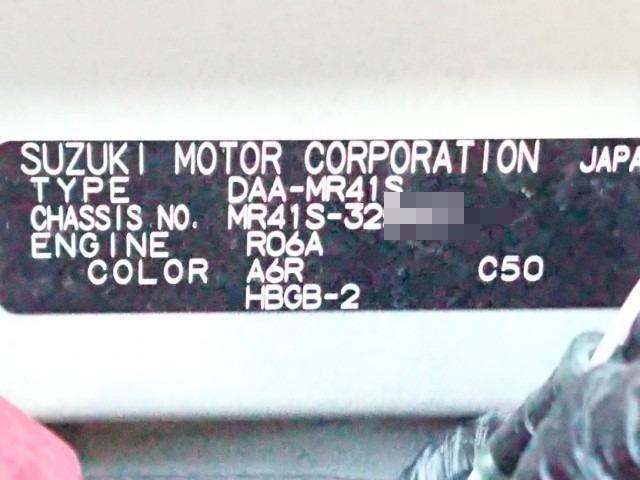 SUZUKI MOTOR CORPORATION JAPA
TYPE DAA-MR41S
CHASSIS NO. MR41S-32
ENGINE R06A
COLOR A6R C50
HBGB-2